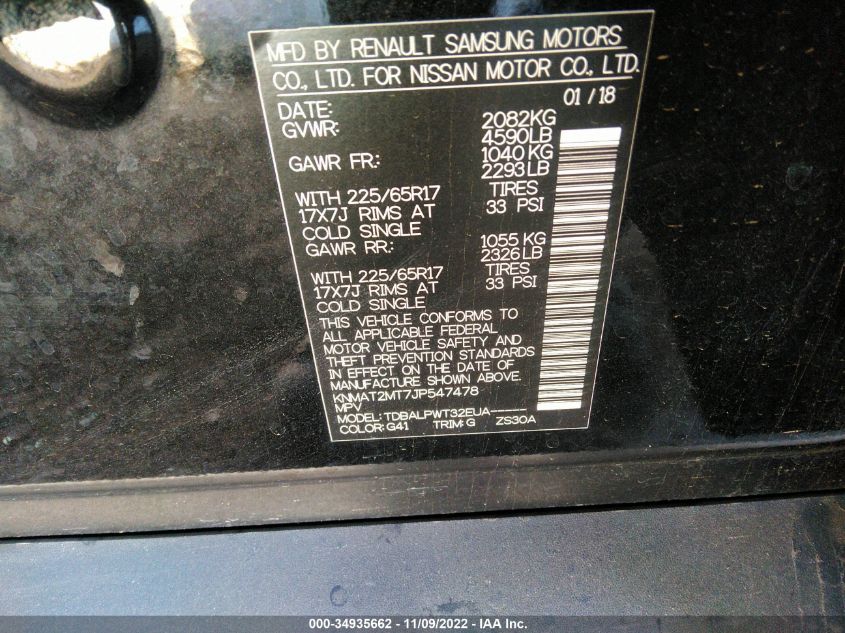 MFD BY RENAULT SAMSUNG MOTORS
CO., LTD. FOR NISSAN MOTOR CO., LTD.
DATE: 01/18
GVWR: 2082KG
4590LB
GAWR FR: 1040KG
2293LB
WITH 225/65R17 TIRES
17X7J RIMS AT 33 PSI
COLD SINGLE
GAWR RR: 1055 KG
2326LB
WITH 225/65R17 TIRES
17X7J RIMS AT 33 PSI
COLD SINGLE
THIS VEHICLE CONFORMS TO
ALL APPLICABLE FEDERAL
MOTOR VEHICLE SAFETY AND
THEFT PREVENTION STANDARDS
IN EFFECT ON THE DATE OF
MANUFACTURE SHOWN ABOVE.
KNMAT2MT7JP547478
MPV
MODEL: TDBALPWT32EUA------
COLOR: G41 TRIM: G ZS30A
000-34935662 - 11/09/2022 - IAA Inc.